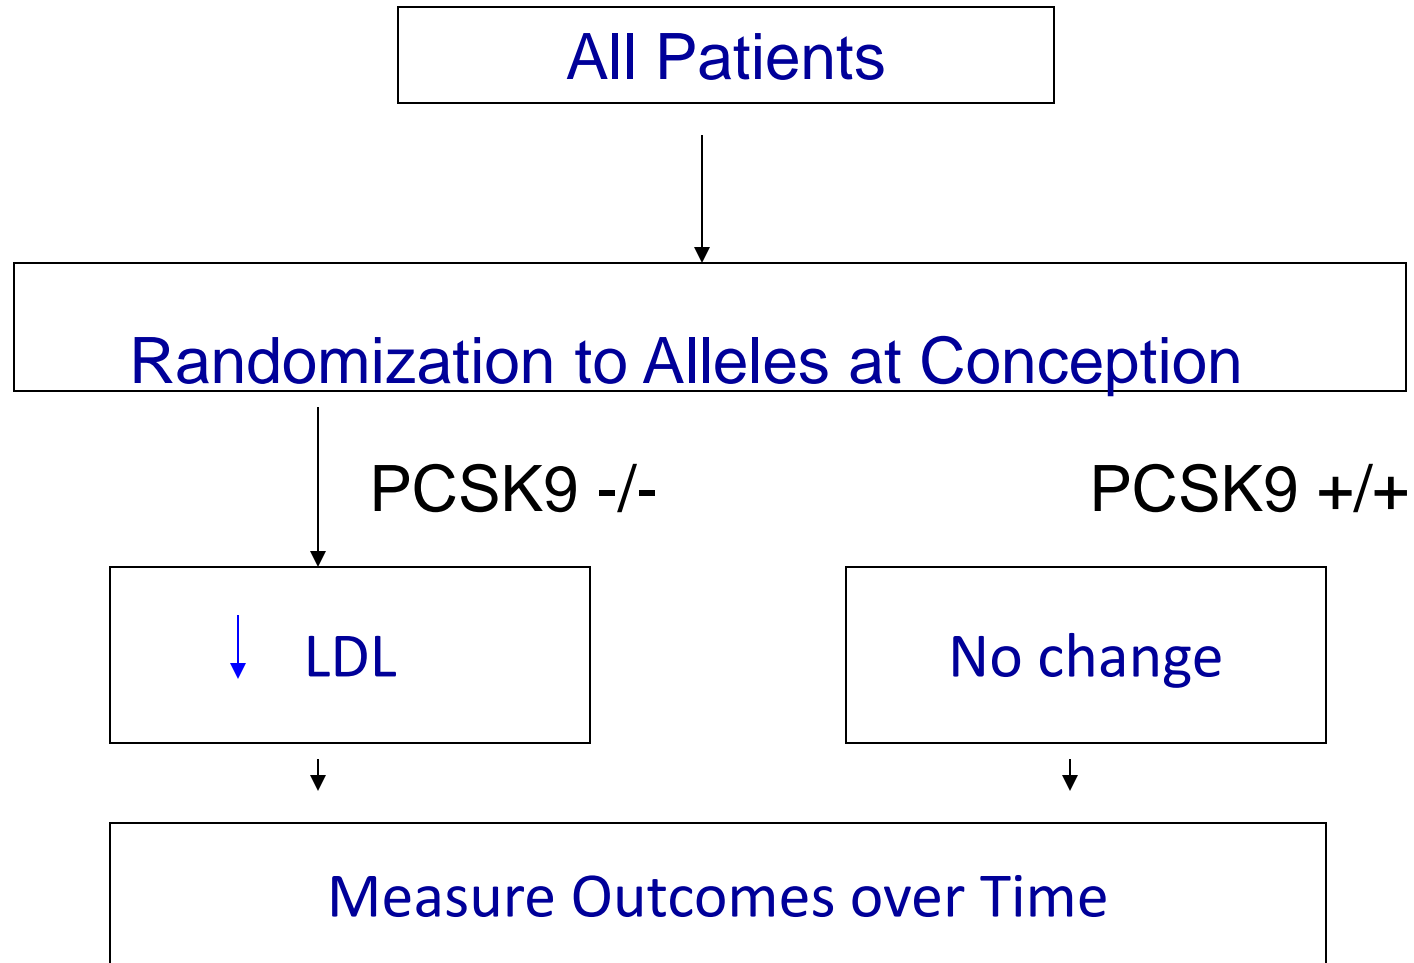 All Patients
Randomization to Alleles at Conception
PCSK9 -/-
PCSK9 +/+
LDL
No change
Measure Outcomes over Time